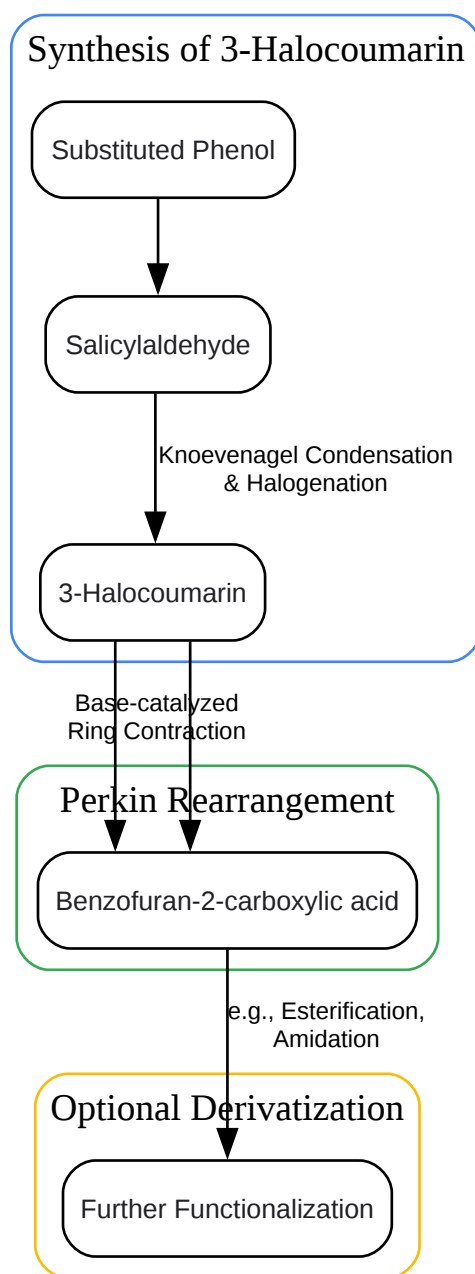 Synthesis of 3-Halocoumarin
Substituted Phenol
Salicylaldehyde
Knoevenagel Condensation
& Halogenation
3-Halocoumarin
Base-catalyzed
Ring Contraction
Perkin Rearrangement
Benzofuran-2-carboxylic acid
e.g., Esterification,
Amidation
Optional Derivatization
Further Functionalization